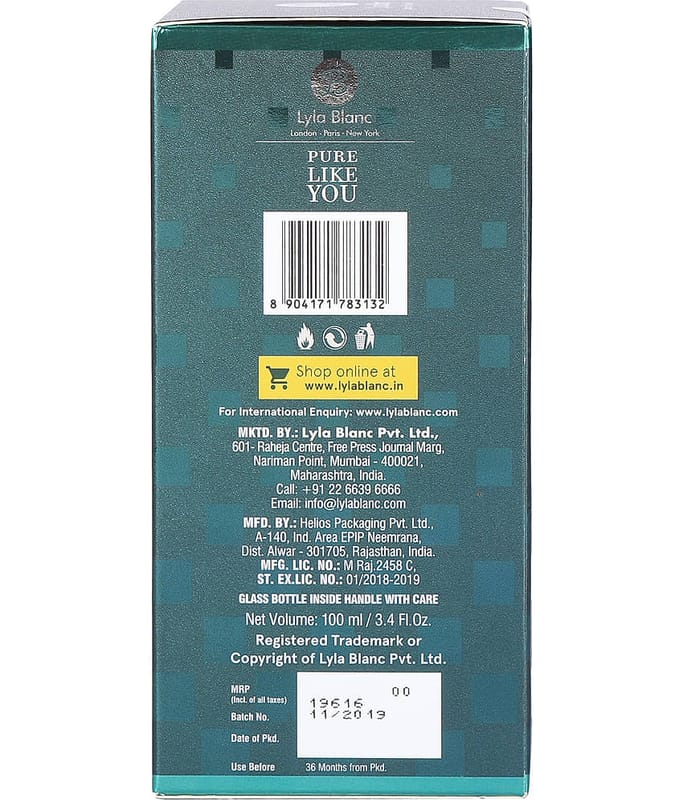 Lyla Blanc
London - Paris - New York
PURE
LIKE
YOU
8 904171 783132
Shop online at
www.lylablanc.in
For International Enquiry: www.lylablanc.com
MKTD. BY.: Lyla Blanc Pvt. Ltd.,
601- Raheja Centre, Free Press Journal Marg,
Nariman Point, Mumbai - 400021,
Maharashtra, India.
Call: +91 22 6639 6666
Email: info@lylablanc.com
MFD. BY.: Helios Packaging Pvt. Ltd.,
A-140, Ind. Area EPIP Neemrana,
Dist. Alwar - 301705, Rajasthan, India.
MFG. LIC. NO.: M Raj.2458 C,
ST. EX.LIC. NO.: 01/2018-2019
GLASS BOTTLE INSIDE HANDLE WITH CARE
Net Volume: 100 ml / 3.4 Fl.Oz.
Registered Trademark or
Copyright of Lyla Blanc Pvt. Ltd.
MRP 00
(Incl. of all taxes) 19616
Batch No. 11/2019
Date of Pkd.
Use Before 36 Months from Pkd.